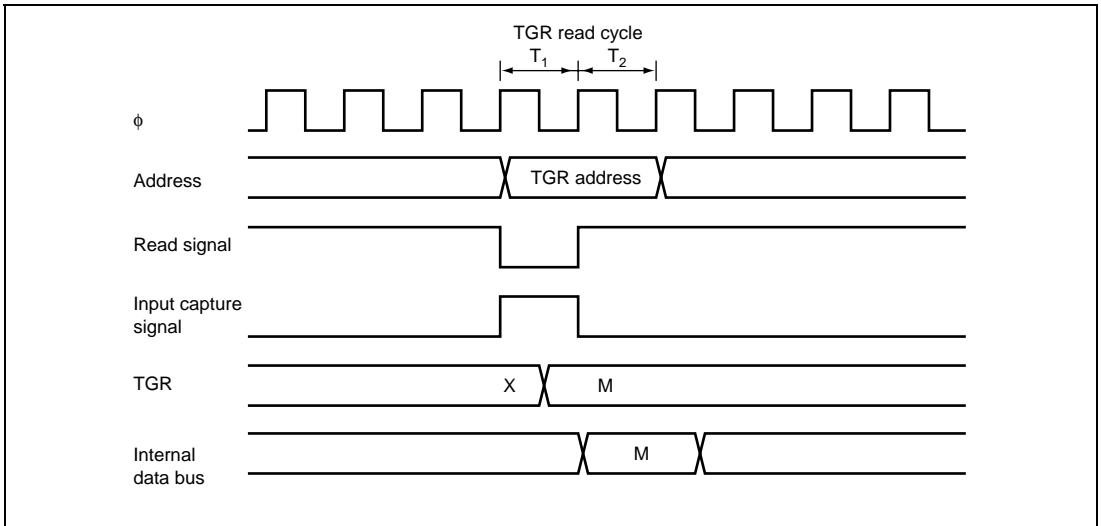 TGR read cycle
T1 T2
ϕ
Address
TGR address
Read signal
Input capture
signal
TGR
X M
Internal
data bus
M